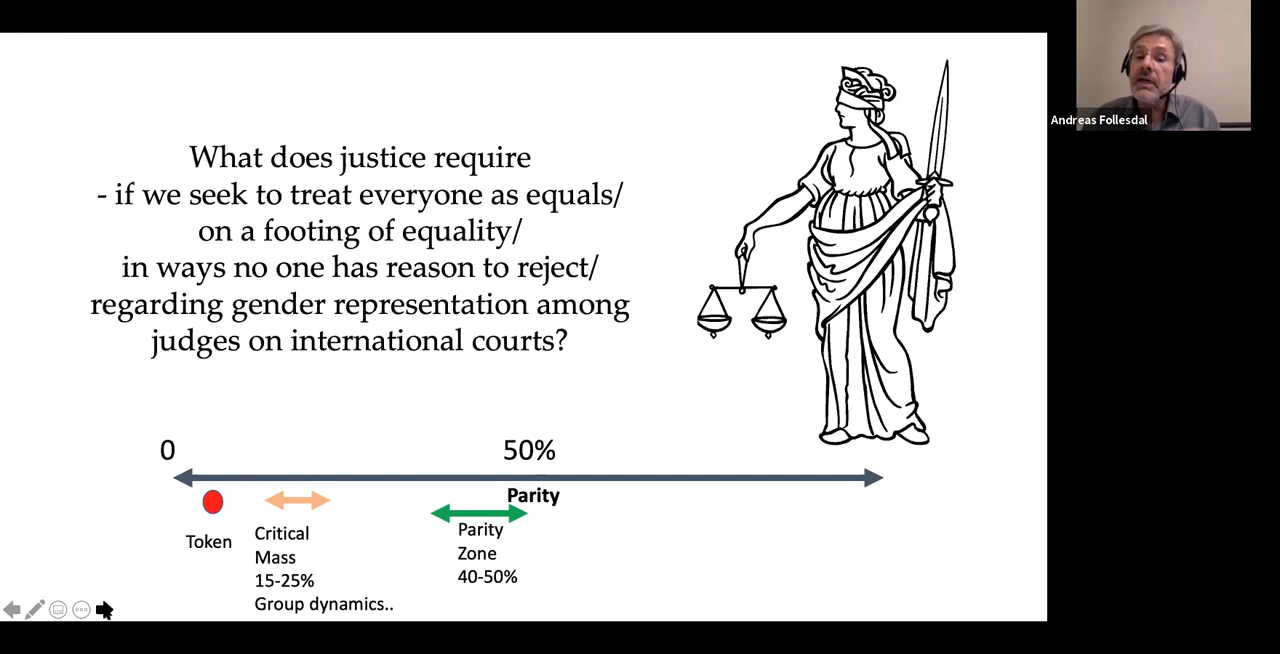 Andreas Follesdal
What does justice require
- if we seek to treat everyone as equals/
on a footing of equality/
in ways no one has reason to reject/
regarding gender representation among
judges on international courts?
0
50%
Parity
Token
Critical
Mass
15-25%
Group dynamics..
Parity
Zone
40-50%